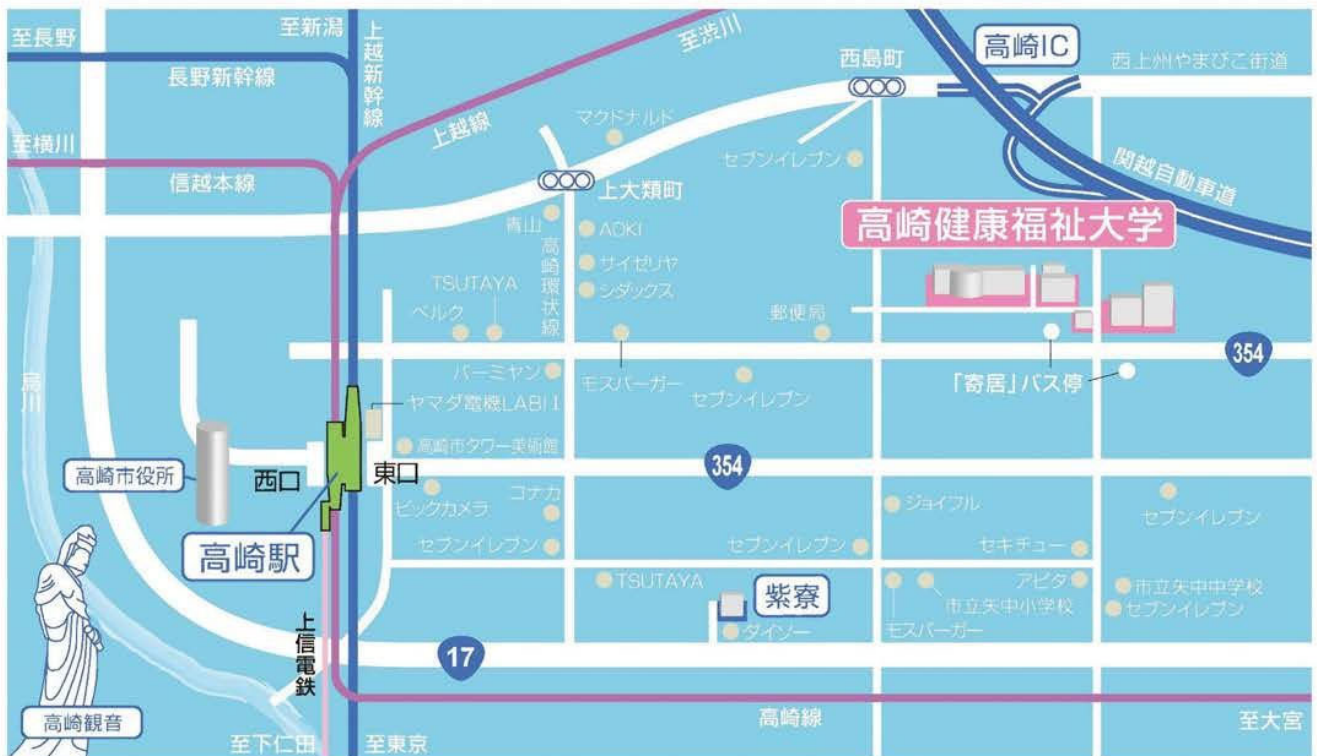 至長野
至新潟
上越新幹線
至渋川
西島町
高崎IC
西上州やまびこ街道
長野新幹線
上越線
マクドナルド
至横川
セブンイレブン
関越自動車道
信越本線
上大類町
青山
高崎環状線
AOKI
サイゼリヤ
シダックス
高崎健康福祉大学
TSUTAYA
ベルク
郵便局
354
烏川
バーミヤン
モスバーガー
セブンイレブン
「寄居」バス停
ヤマダ電機LABI1
高崎市タワー美術館
354
高崎市役所
西口
東口
ビックカメラ
コナカ
ジョイフル
セブンイレブン
高崎駅
セブンイレブン
セブンイレブン
セキチュー
TSUTAYA
紫寮
アピタ
市立矢中中学校
市立矢中小学校
セブンイレブン
ダイソー
モスバーガー
上信電鉄
17
高崎観音
高崎線
至大宮
至下仁田
至東京